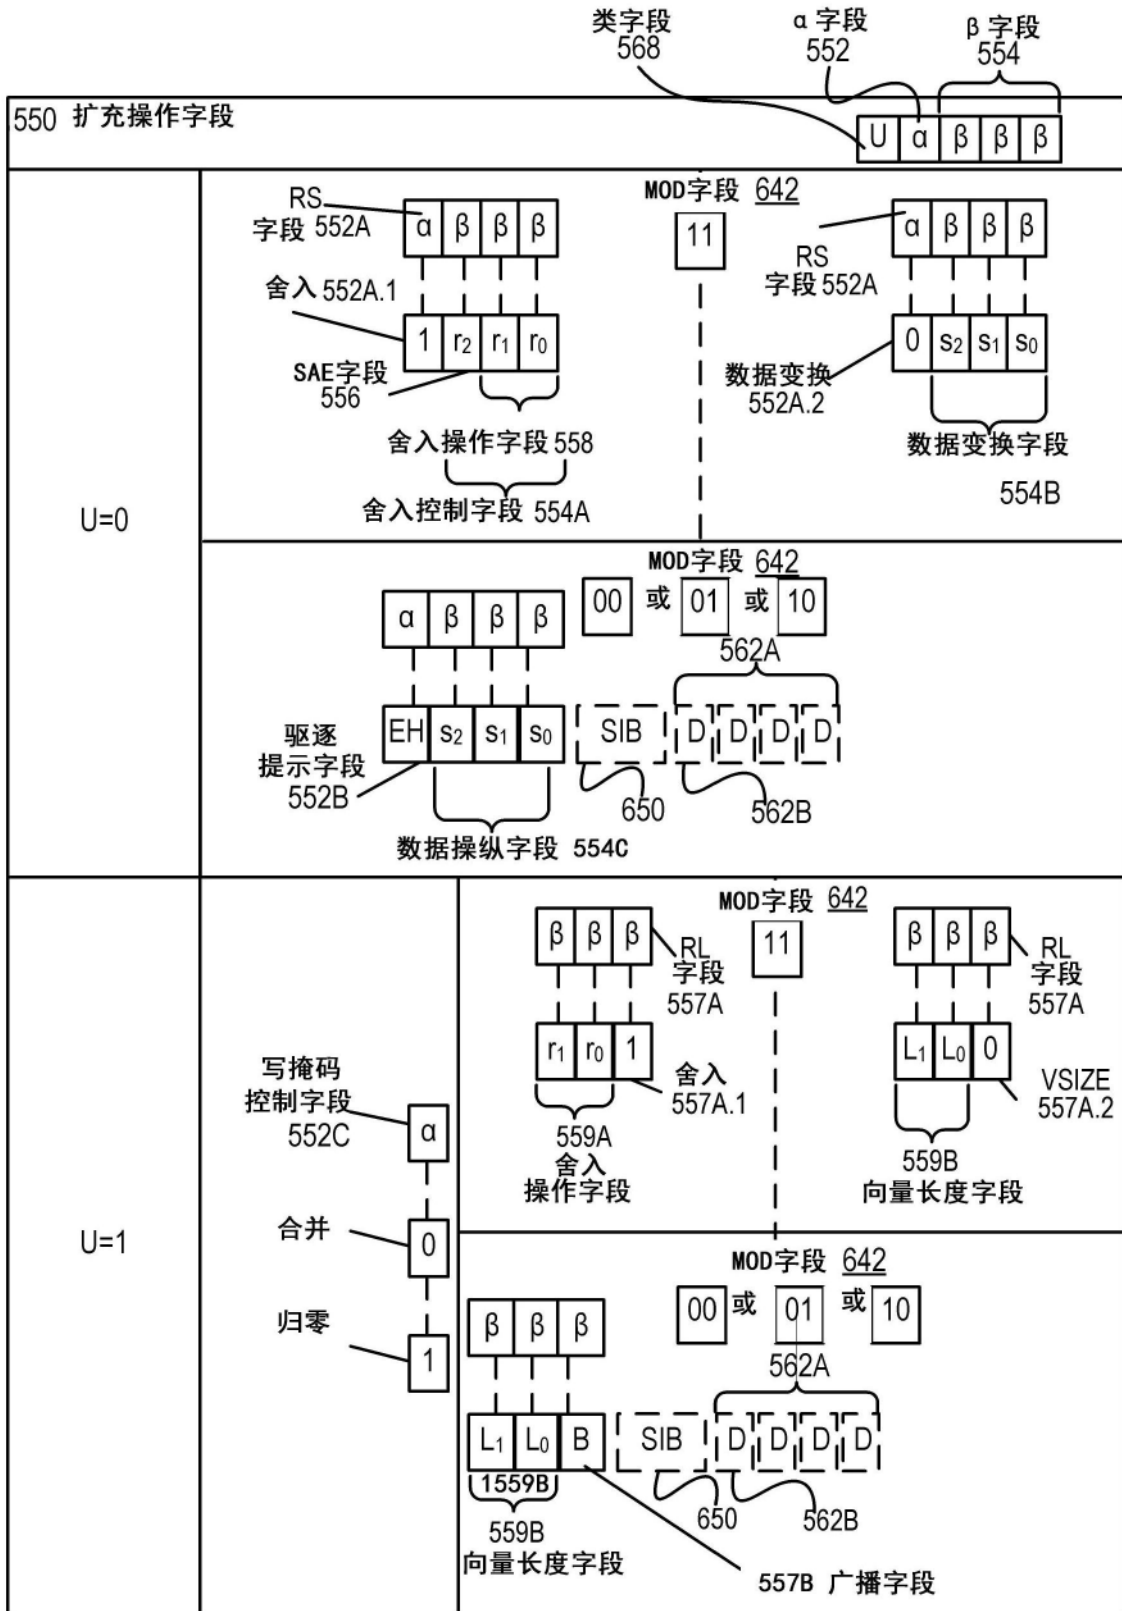 类字段
568
α字段
552
β 字段
554
550 扩充操作字段
U α β β β
U=0
MOD字段 642
11
RS
字段 552A
α β β β
舍入 552A.1
1 r2 r1 r0
SAE字段
556
舍入操作字段 558
舍入控制字段 554A
α β β β
RS
字段 552A
0 s2 s1 s0
数据变换
552A.2
数据变换字段
554B
MOD字段 642
00 或 01 或 10
α β β β
562A
EH s2 s1 s0 SIB D D D D
驱逐
提示字段
552B
650 562B
数据操纵字段 554C
U=1
写掩码
控制字段
552C
α
合并
0
归零
1
MOD字段 642
11
β β β
RL
字段
557A
r1 r0 1
舍入
557A.1
559A
舍入
操作字段
β β β
RL
字段
557A
L1 L0 0
VSIZE
557A.2
559B
向量长度字段
MOD字段 642
00 或 01 或 10
β β β
562A
L1 L0 B SIB D D D D
1559B
650 562B
559B
向量长度字段
557B 广播字段